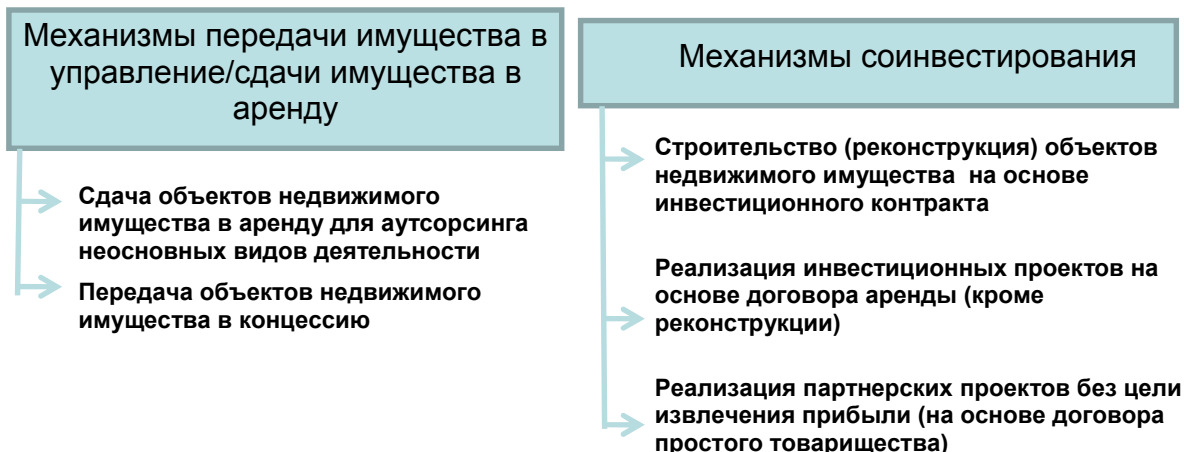 Механизмы передачи имущества в
управление/сдачи имущества в
аренду
Сдача объектов недвижимого
имущества в аренду для аутсорсинга
неосновных видов деятельности
Передача объектов недвижимого
имущества в концессию
Механизмы соинвестирования
Строительство (реконструкция) объектов
недвижимого имущества на основе
инвестиционного контракта
Реализация инвестиционных проектов на
основе договора аренды (кроме
реконструкции)
Реализация партнерских проектов без цели
извлечения прибыли (на основе договора
простого товарищества)